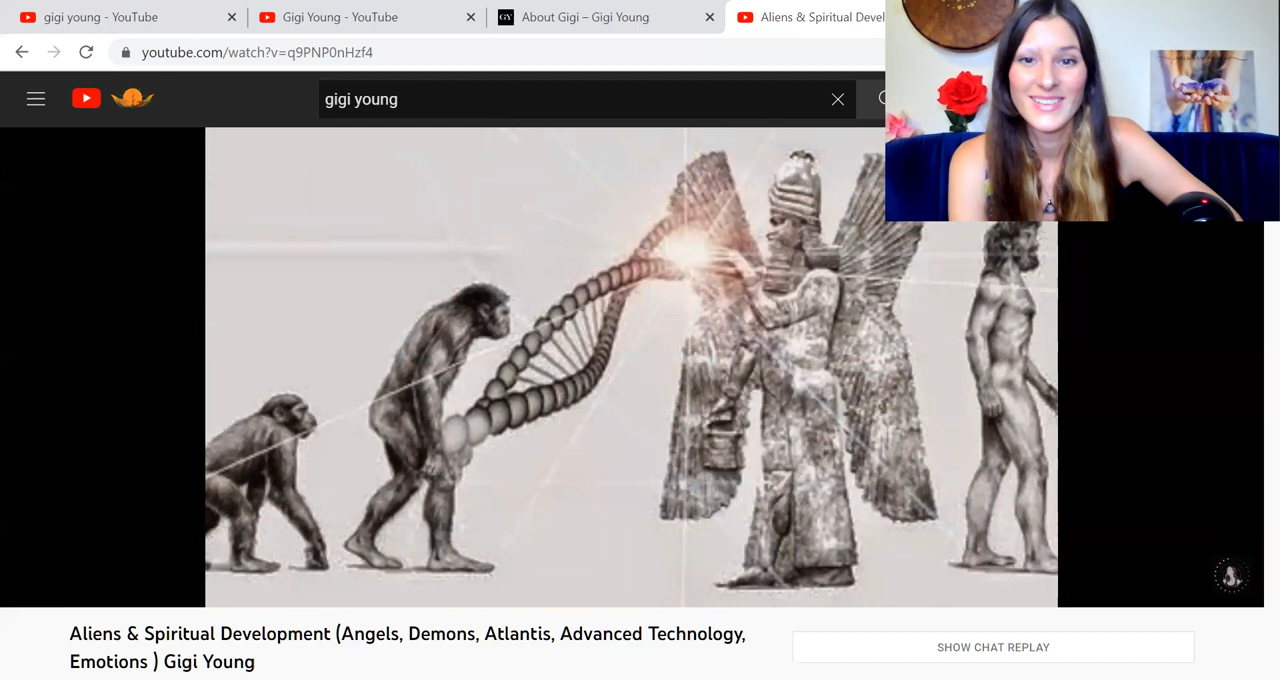 gigi young - YouTube
Gigi Young - YouTube
GY
About Gigi – Gigi Young
Aliens & Spiritual Devel
youtube.com/watch?v=q9PNP0nHzf4
gigi young
Aliens & Spiritual Development (Angels, Demons, Atlantis, Advanced Technology,
Emotions ) Gigi Young
SHOW CHAT REPLAY